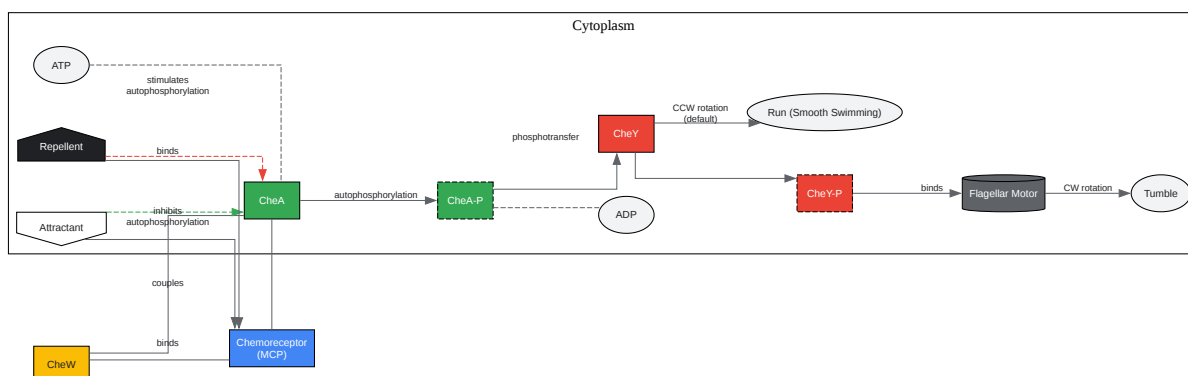 Cytoplasm
ATP
stimulates
autophosphorylation
Repellent
binds
CheA
autophosphorylation
CheA-P
phosphotransfer
CheY
CCW rotation
(default)
Run (Smooth Swimming)
ADP
CheY-P
binds
Flagellar Motor
CW rotation
Tumble
Attractant
inhibits
autophosphorylation
couples
binds
CheW
Chemoreceptor
(MCP)